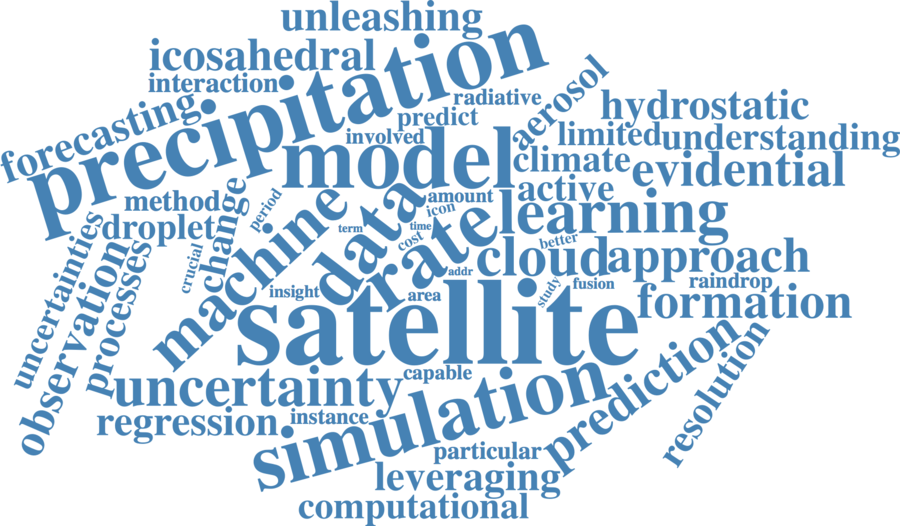 unleashing
icosahedral
precipitation
interaction
radiative
aerosol
forecasting
predict
hydrostatic
involved
limited
understanding
model
climate
evidential
method
droplet
change
period
machine
data
amount
active
icon
term
time
cost
rate
learning
better
cloud
approach
uncertainties
observation
processes
crucial
insight
area
addr
study
fusion
raindrop
formation
satellite
uncertainty
capable
prediction
resolution
regression
instance
simulation
particular
leveraging
computational